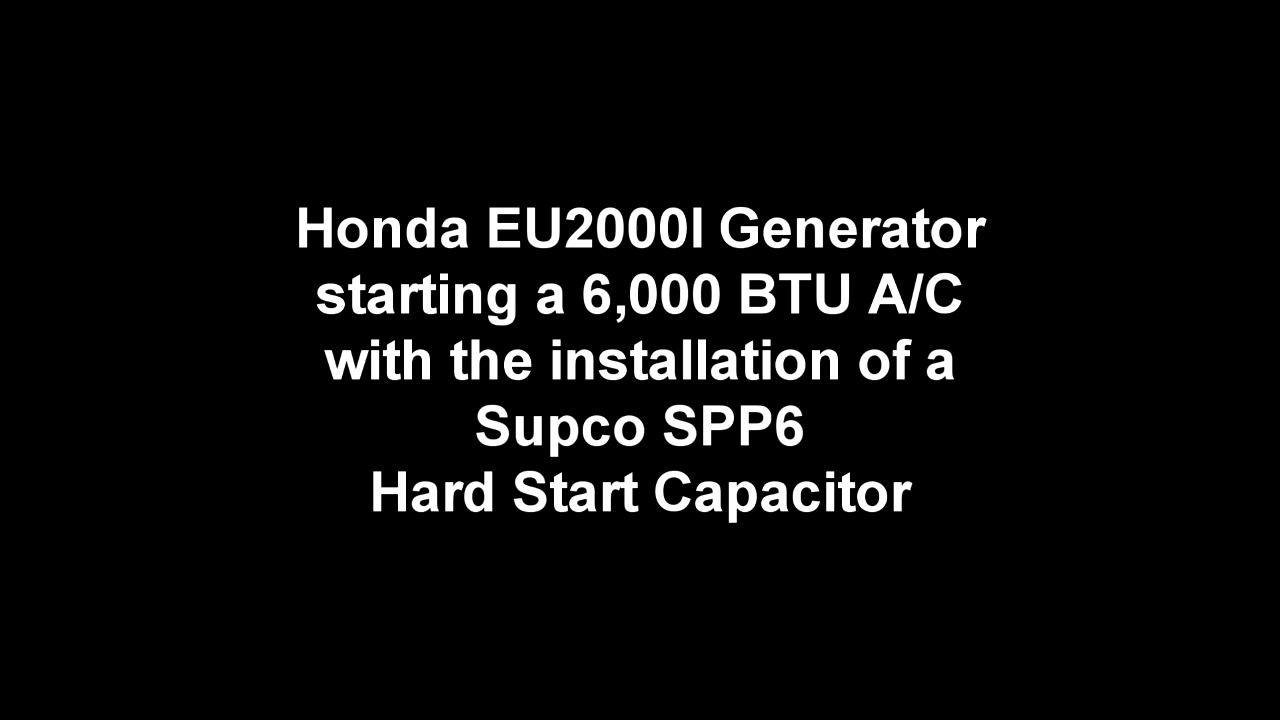 Honda EU2000I Generator
starting a 6,000 BTU A/C
with the installation of a
Supco SPP6
Hard Start Capacitor